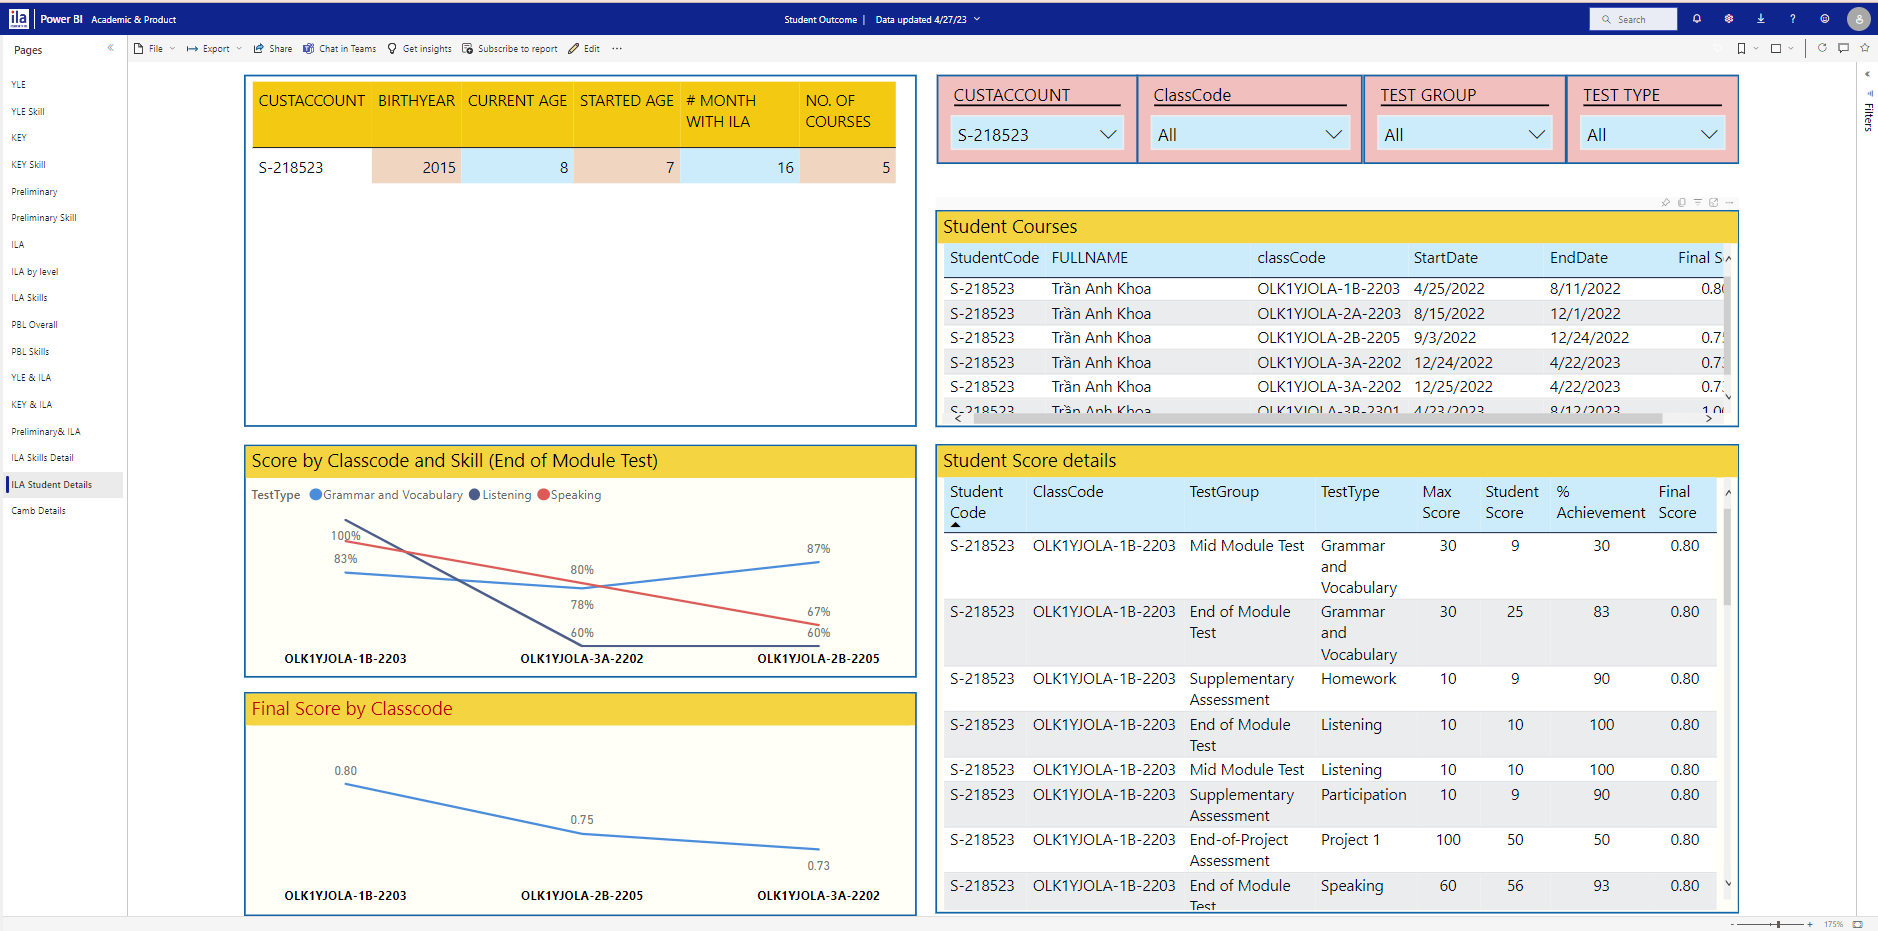 ila Power BI Academic & Product
Student Outcome | Data updated 4/27/23
Search
Pages
File Export Share Chat in Teams Get insights Subscribe to report Edit ...
YLE
YLE Skill
KEY
KEY Skill
Preliminary
Preliminary Skill
ILA
ILA by level
ILA Skills
PBL Overall
PBL Skills
YLE & ILA
KEY & ILA
Preliminary& ILA
ILA Skills Detail
ILA Student Details
Camb Details
CUSTACCOUNT BIRTHYEAR CURRENT AGE STARTED AGE # MONTH WITH ILA NO. OF COURSES
S-218523 2015 8 7 16 5
CUSTACCOUNT ClassCode TEST GROUP TEST TYPE
S-218523 All All All
Filters
Student Courses
StudentCode FULLNAME classCode StartDate EndDate Final S
S-218523 Trần Anh Khoa OLK1YJOLA-1B-2203 4/25/2022 8/11/2022 0.80
S-218523 Trần Anh Khoa OLK1YJOLA-2A-2203 8/15/2022 12/1/2022
S-218523 Trần Anh Khoa OLK1YJOLA-2B-2205 9/3/2022 12/24/2022 0.75
S-218523 Trần Anh Khoa OLK1YJOLA-3A-2202 12/24/2022 4/22/2023 0.7
S-218523 Trần Anh Khoa OLK1YJOLA-3A-2202 12/25/2022 4/22/2023 0.7
S-218523 Trần Anh Khoa OLK1YJOLA-3B-2301 4/23/2023 8/12/2023 1.00
Score by Classcode and Skill (End of Module Test)
TestType Grammar and Vocabulary Listening Speaking
100%
83%
80%
78%
60%
87%
67%
60%
OLK1YJOLA-1B-2203 OLK1YJOLA-3A-2202 OLK1YJOLA-2B-2205
Final Score by Classcode
0.80
0.75
0.73
OLK1YJOLA-1B-2203 OLK1YJOLA-2B-2205 OLK1YJOLA-3A-2202
Student Score details
Student Code ClassCode TestGroup TestType Max Score Student Score % Achievement Final Score
S-218523 OLK1YJOLA-1B-2203 Mid Module Test Grammar and Vocabulary 30 9 30 0.80
S-218523 OLK1YJOLA-1B-2203 End of Module Test Grammar and Vocabulary 30 25 83 0.80
S-218523 OLK1YJOLA-1B-2203 Supplementary Assessment Homework 10 9 90 0.80
S-218523 OLK1YJOLA-1B-2203 End of Module Test Listening 10 10 100 0.80
S-218523 OLK1YJOLA-1B-2203 Mid Module Test Listening 10 10 100 0.80
S-218523 OLK1YJOLA-1B-2203 Supplementary Assessment Participation 10 9 90 0.80
S-218523 OLK1YJOLA-1B-2203 End-of-Project Assessment Project 1 100 50 50 0.80
S-218523 OLK1YJOLA-1B-2203 End of Module Test Speaking 60 56 93 0.80
175%